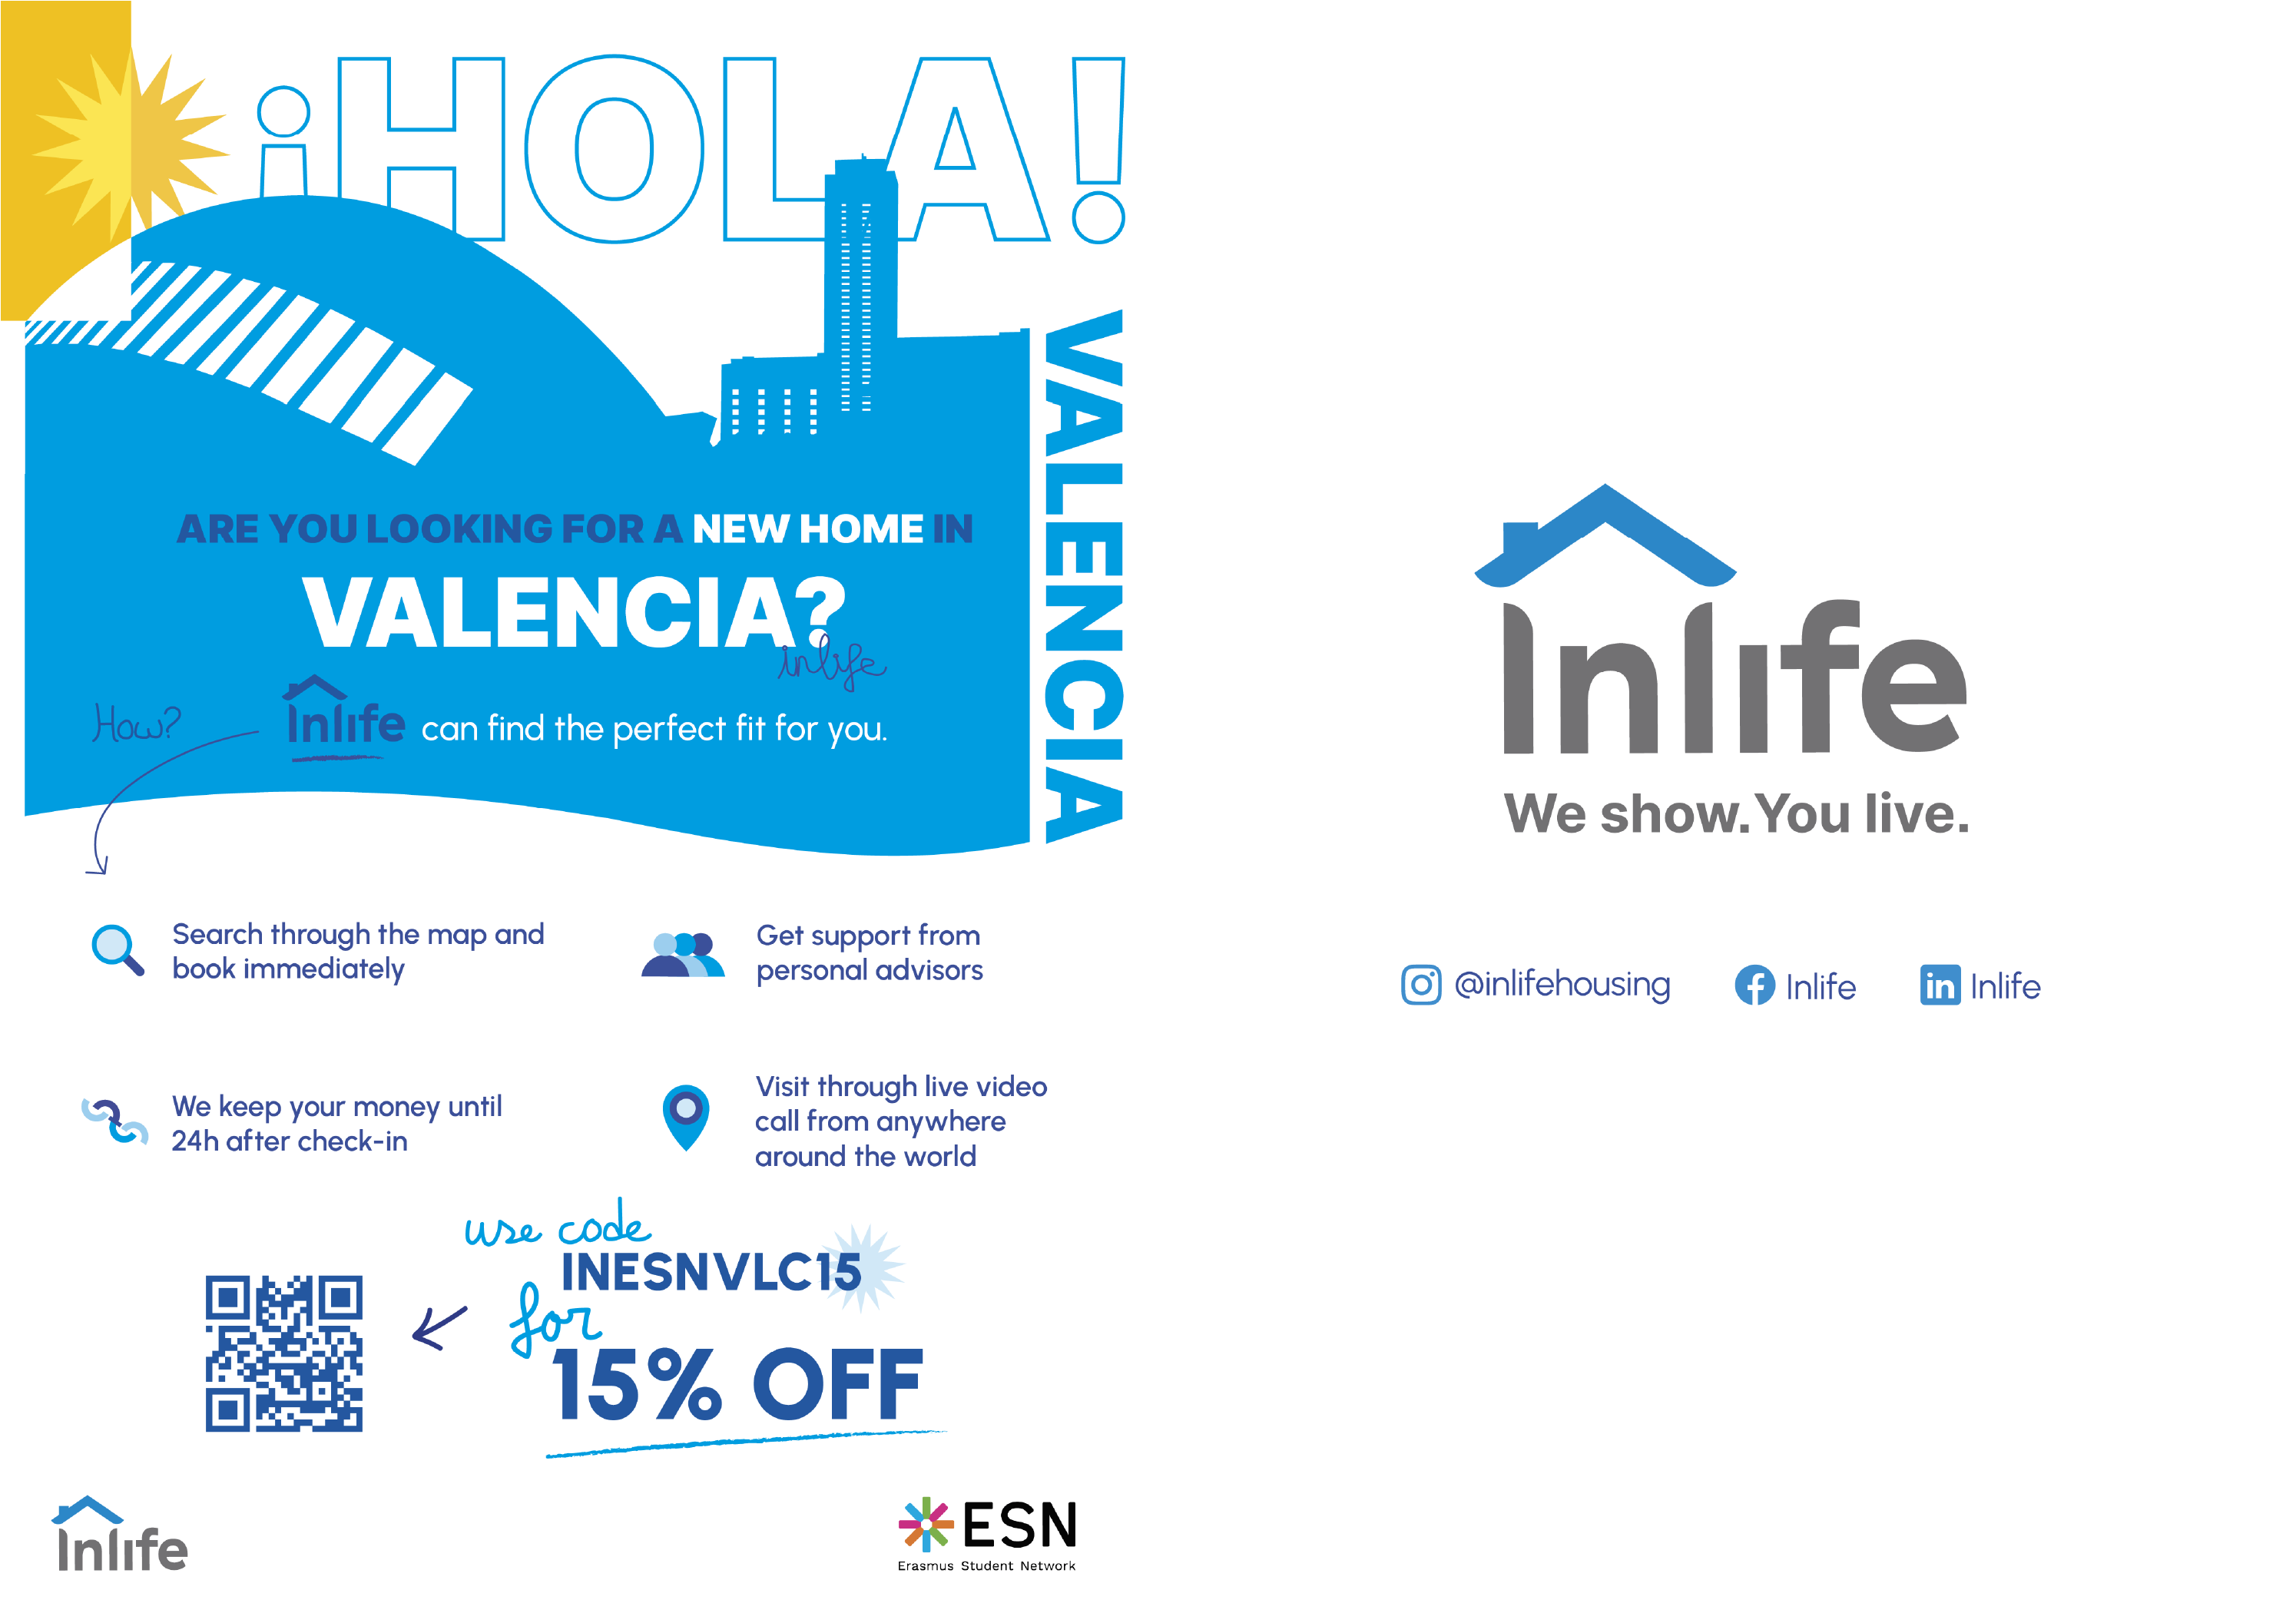 ¡HOLA!
VALENCIA
ARE YOU LOOKING FOR A NEW HOME IN
VALENCIA?
inlife
How?
Inlife can find the perfect fit for you.
Search through the map and
book immediately
Get support from
personal advisors
We keep your money until
24h after check-in
Visit through live video
call from anywhere
around the world
use code
INESNVLC15
for
15% OFF
Inlife
ESN
Erasmus Student Network
Inlife
We show. You live.
@inlifehousing
Inlife
in Inlife